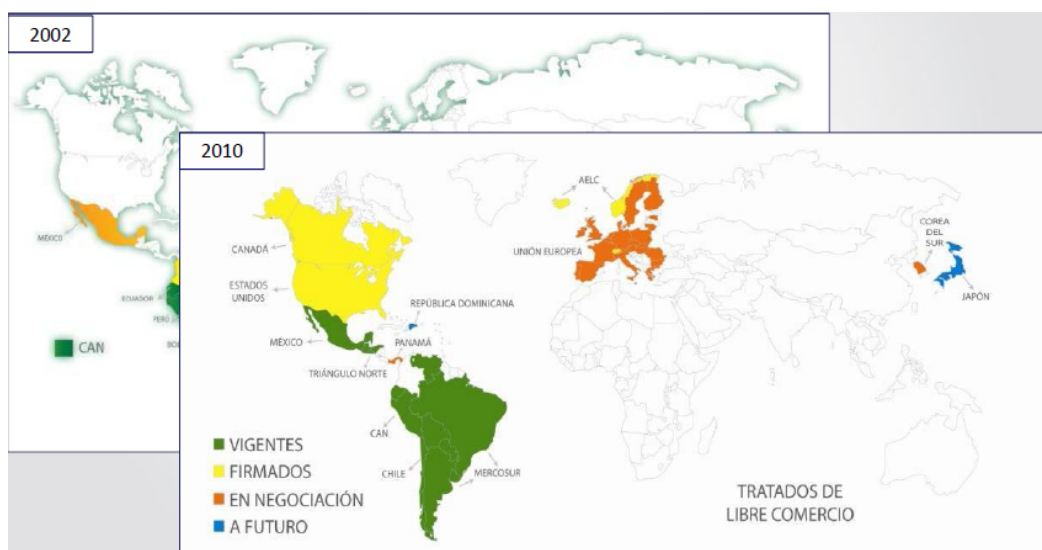 2002
MÉXICO
ECUADOR
PERÚ
CAN
2010
AELC
CANADÁ
UNIÓN EUROPEA
COREA
DEL
SUR
ESTADOS
UNIDOS
REPÚBLICA DOMINICANA
JAPÓN
MÉXICO
PANAMÁ
TRIÁNGULO NORTE
CAN
CHILE
MERCOSUR
VIGENTES
FIRMADOS
EN NEGOCIACIÓN
A FUTURO
TRATADOS DE
LIBRE COMERCIO